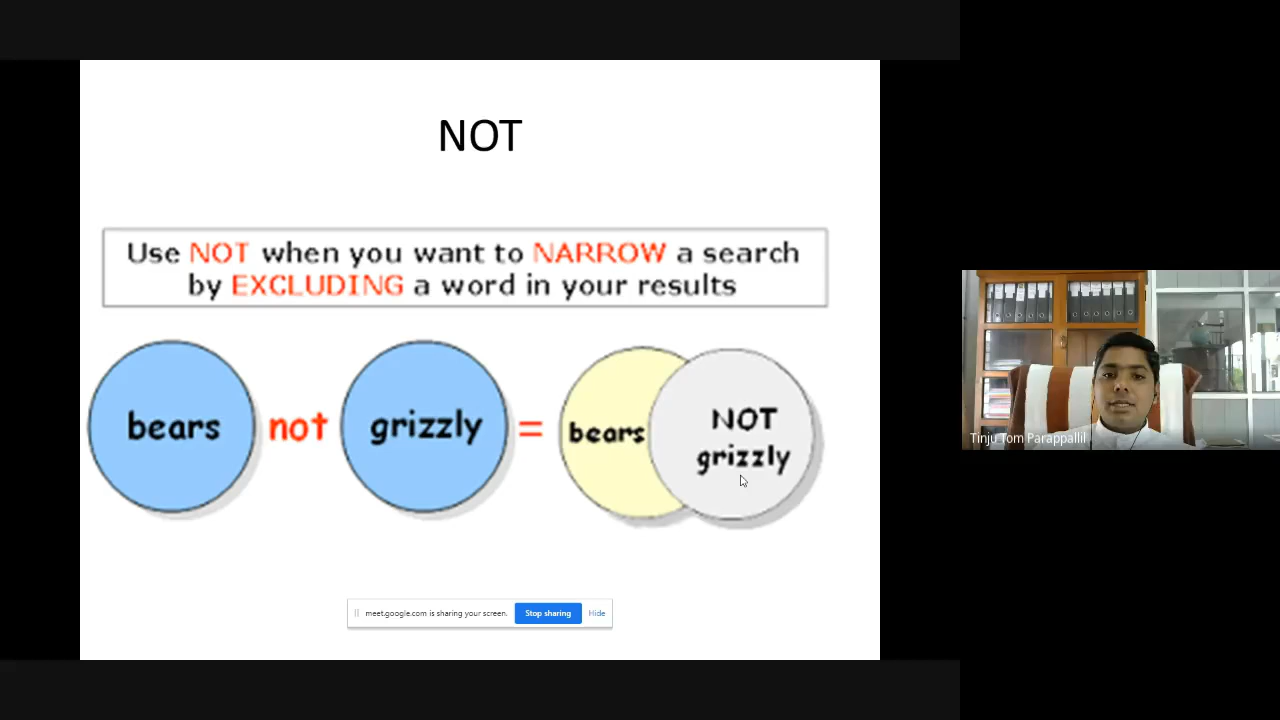 NOT
Use NOT when you want to NARROW a search
by EXCLUDING a word in your results
bears not grizzly = bears NOT grizzly
meet.google.com is sharing your screen. Stop sharing Hide
Tinju Tom Parappallil